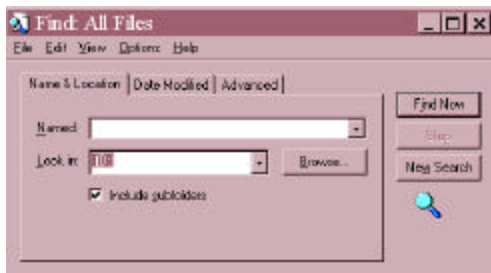 Find: All Files
File Edit View Options Help
Name & Location Date Modified Advanced
Named:
Look in:
Browse...
Include subfolders
Find Now
Stop
New Search